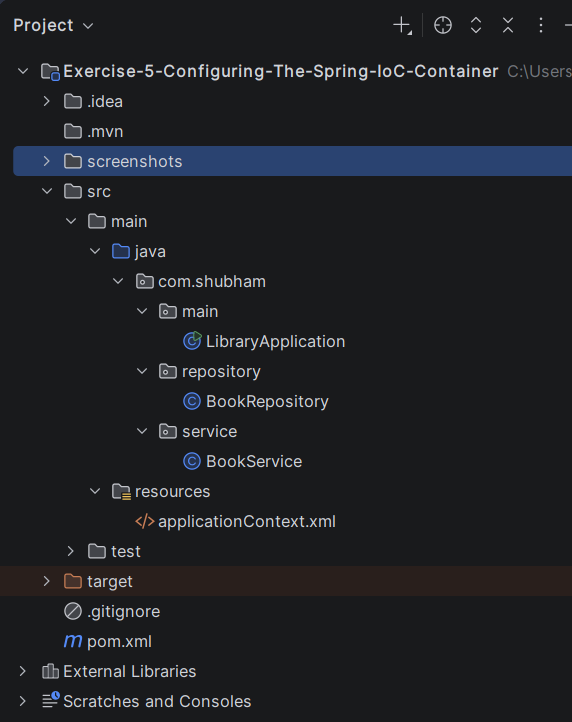 Project
Exercise-5-Configuring-The-Spring-IoC-Container C:\Users
.idea
.mvn
screenshots
src
main
java
com.shubham
main
LibraryApplication
repository
BookRepository
service
BookService
resources
applicationContext.xml
test
target
.gitignore
pom.xml
External Libraries
Scratches and Consoles